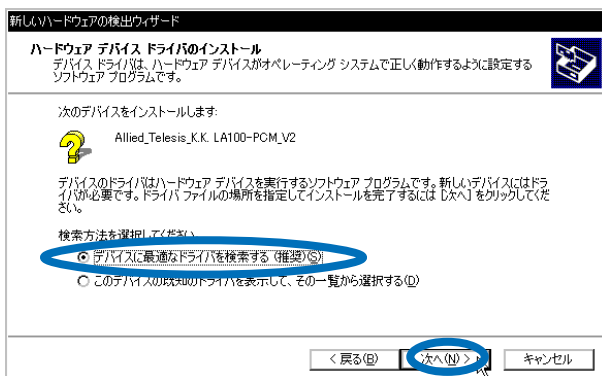 新しいハードウェアの検出ウィザード
ハードウェア デバイス ドライバのインストール
デバイス ドライバは、ハードウェア デバイスがオペレーティング システムで正しく動作するように設定する
ソフトウェア プログラムです。
次のデバイスをインストールします:
Allied_Telesis_K.K. LA100-PCM_V2
デバイスのドライバはハードウェア デバイスを実行するソフトウェア プログラムです。新しいデバイスにはドラ
イバが必要です。ドライバ ファイルの場所を指定してインストールを完了するには [次へ] をクリックしてくだ
さい。
検索方法を選択してください
デバイスに最適なドライバを検索する (推奨)(S)
このデバイスの既知のドライバを表示して、その一覧から選択する(D)
< 戻る(B)
次へ(N) >
キャンセル